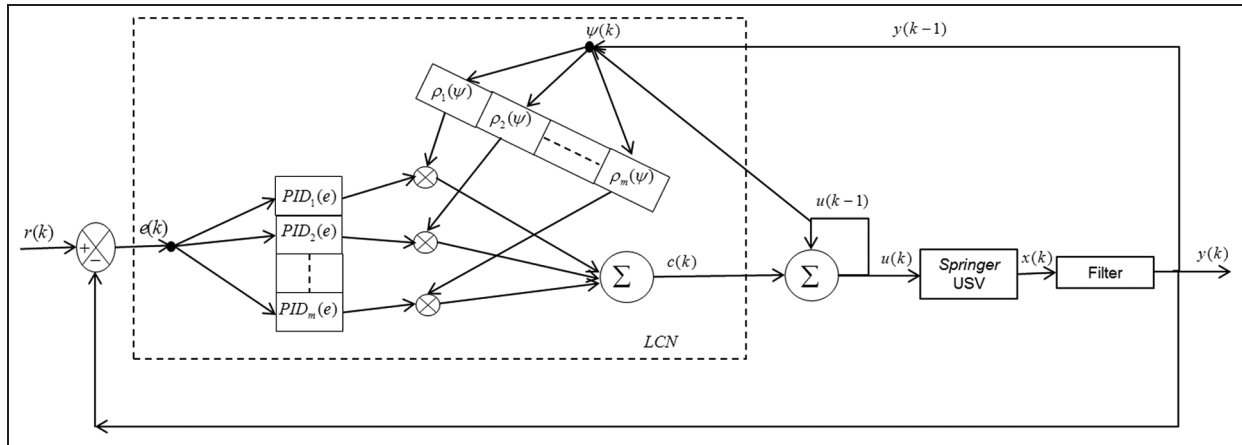 ψ(k)
y(k−1)
ρ₁(ψ)
ρ₂(ψ)
ρₘ(ψ)
u(k−1)
r(k)
+
−
e(k)
PID₁(e)
PID₂(e)
PIDₘ(e)
Σ
c(k)
Σ
u(k)
Springer
USV
x(k)
Filter
y(k)
LCN